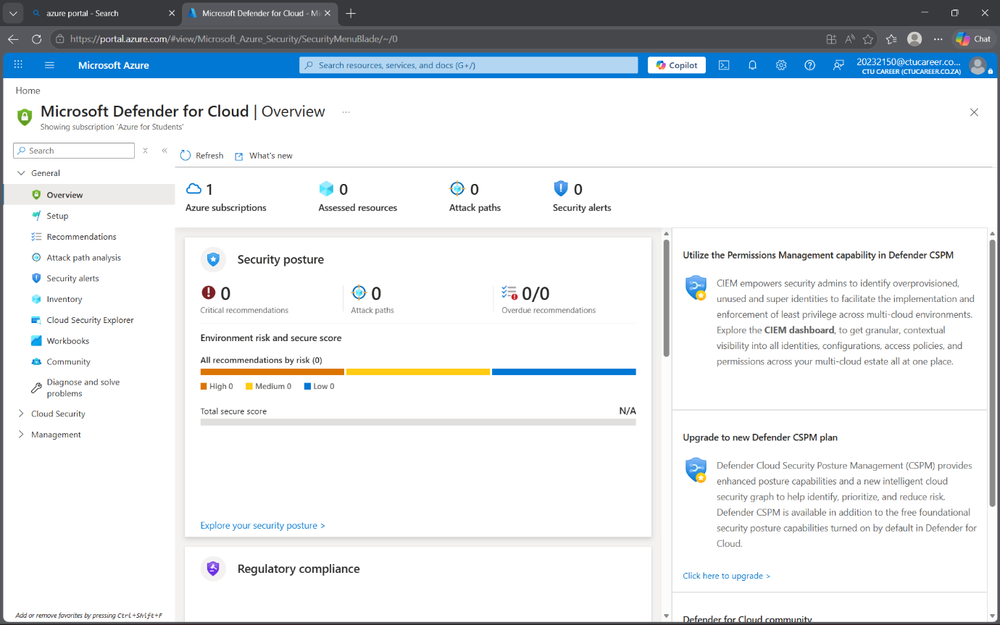 azure portal - Search
Microsoft Defender for Cloud - Mi
https://portal.azure.com/#view/Microsoft_Azure_Security/SecurityMenuBlade/~/0
Chat
Microsoft Azure
Search resources, services, and docs (G+/)
Copilot
20232150@ctucareer.co...
CTU CAREER (CTUCAREER.CO.ZA)
Home
Microsoft Defender for Cloud | Overview
...
Showing subscription 'Azure for Students'
Search
Refresh
What's new
General
Overview
Setup
Recommendations
Attack path analysis
Security alerts
Inventory
Cloud Security Explorer
Workbooks
Community
Diagnose and solve
problems
Cloud Security
Management
Add or remove favorites by pressing Ctrl+Shift+F
1
Azure subscriptions
0
Assessed resources
0
Attack paths
0
Security alerts
Security posture
0
Critical recommendations
0
Attack paths
0/0
Overdue recommendations
Environment risk and secure score
All recommendations by risk (0)
High 0
Medium 0
Low 0
Total secure score
N/A
Explore your security posture >
Regulatory compliance
Utilize the Permissions Management capability in Defender CSPM
CIEM empowers security admins to identify overprovisioned,
unused and super identities to facilitate the implementation and
enforcement of least privilege across multi-cloud environments.
Explore the CIEM dashboard, to get granular, contextual
visibility into all identities, configurations, access policies, and
permissions across your multi-cloud estate all at one place.
Upgrade to new Defender CSPM plan
Defender Cloud Security Posture Management (CSPM) provides
enhanced posture capabilities and a new intelligent cloud
security graph to help identify, prioritize, and reduce risk.
Defender CSPM is available in addition to the free foundational
security posture capabilities turned on by default in Defender for
Cloud.
Click here to upgrade >
Defender for Cloud community